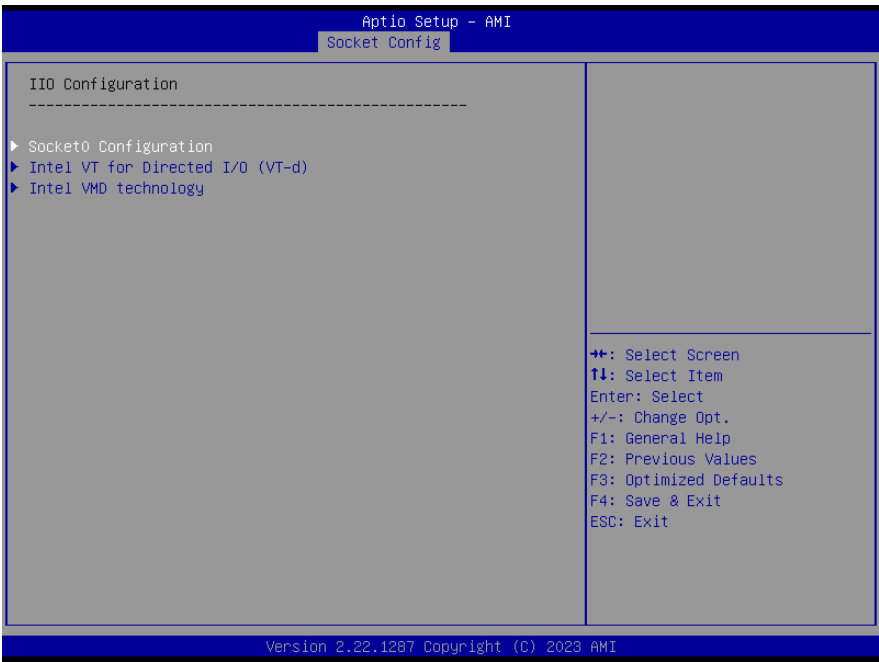 Aptio Setup – AMI
Socket Config
IIO Configuration
--------------------------------------------------
Socket0 Configuration
Intel VT for Directed I/O (VT-d)
Intel VMD technology
→←: Select Screen
↑↓: Select Item
Enter: Select
+/-: Change Opt.
F1: General Help
F2: Previous Values
F3: Optimized Defaults
F4: Save & Exit
ESC: Exit
Version 2.22.1287 Copyright (C) 2023 AMI